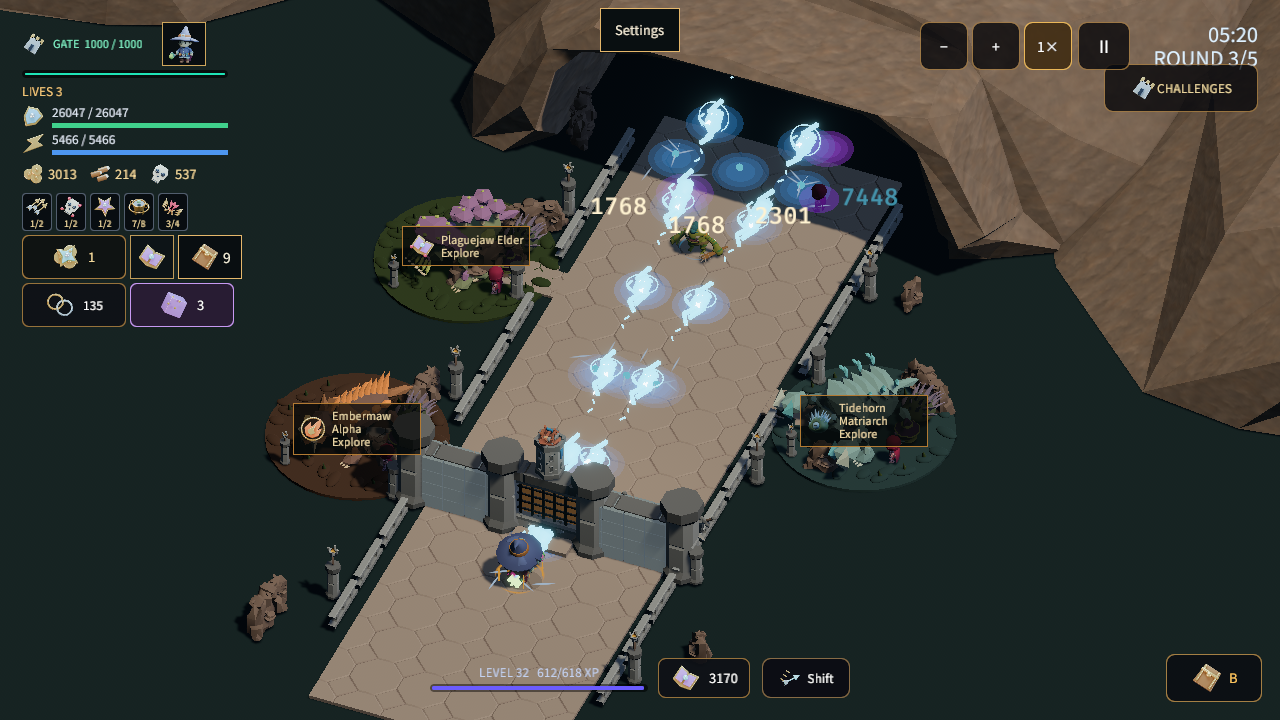 GATE 1000 / 1000
LIVES 3
26047 / 26047
5466 / 5466
3013
214
537
1/2
1/2
1/2
7/8
3/4
1
9
135
3
Settings
-
+
1×
05:20
ROUND 3/5
CHALLENGES
1768
1768
2301
7448
Plaguejaw Elder
Explore
Embermaw
Alpha
Explore
Tidehorn
Matriarch
Explore
LEVEL 32 612/618 XP
3170
Shift
B